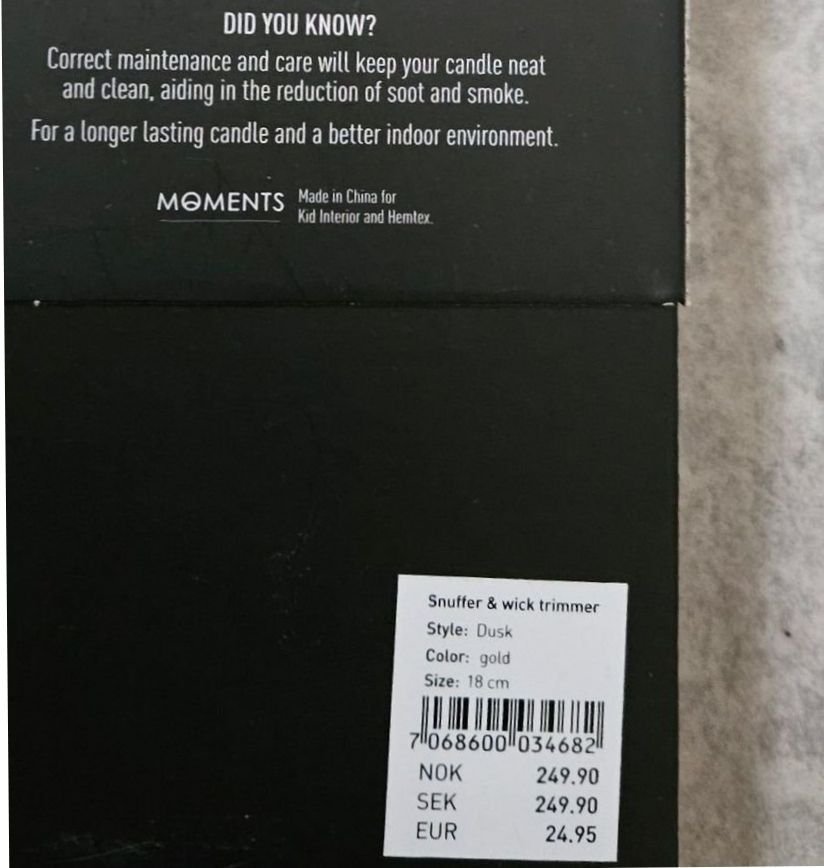 DID YOU KNOW?
Correct maintenance and care will keep your candle neat
and clean, aiding in the reduction of soot and smoke.
For a longer lasting candle and a better indoor environment.
MOMENTS
Made in China for
Kid Interior and Hemtex.
Snuffer & wick trimmer
Style: Dusk
Color: gold
Size: 18 cm
7 068600 034682
NOK 249.90
SEK 249.90
EUR 24.95